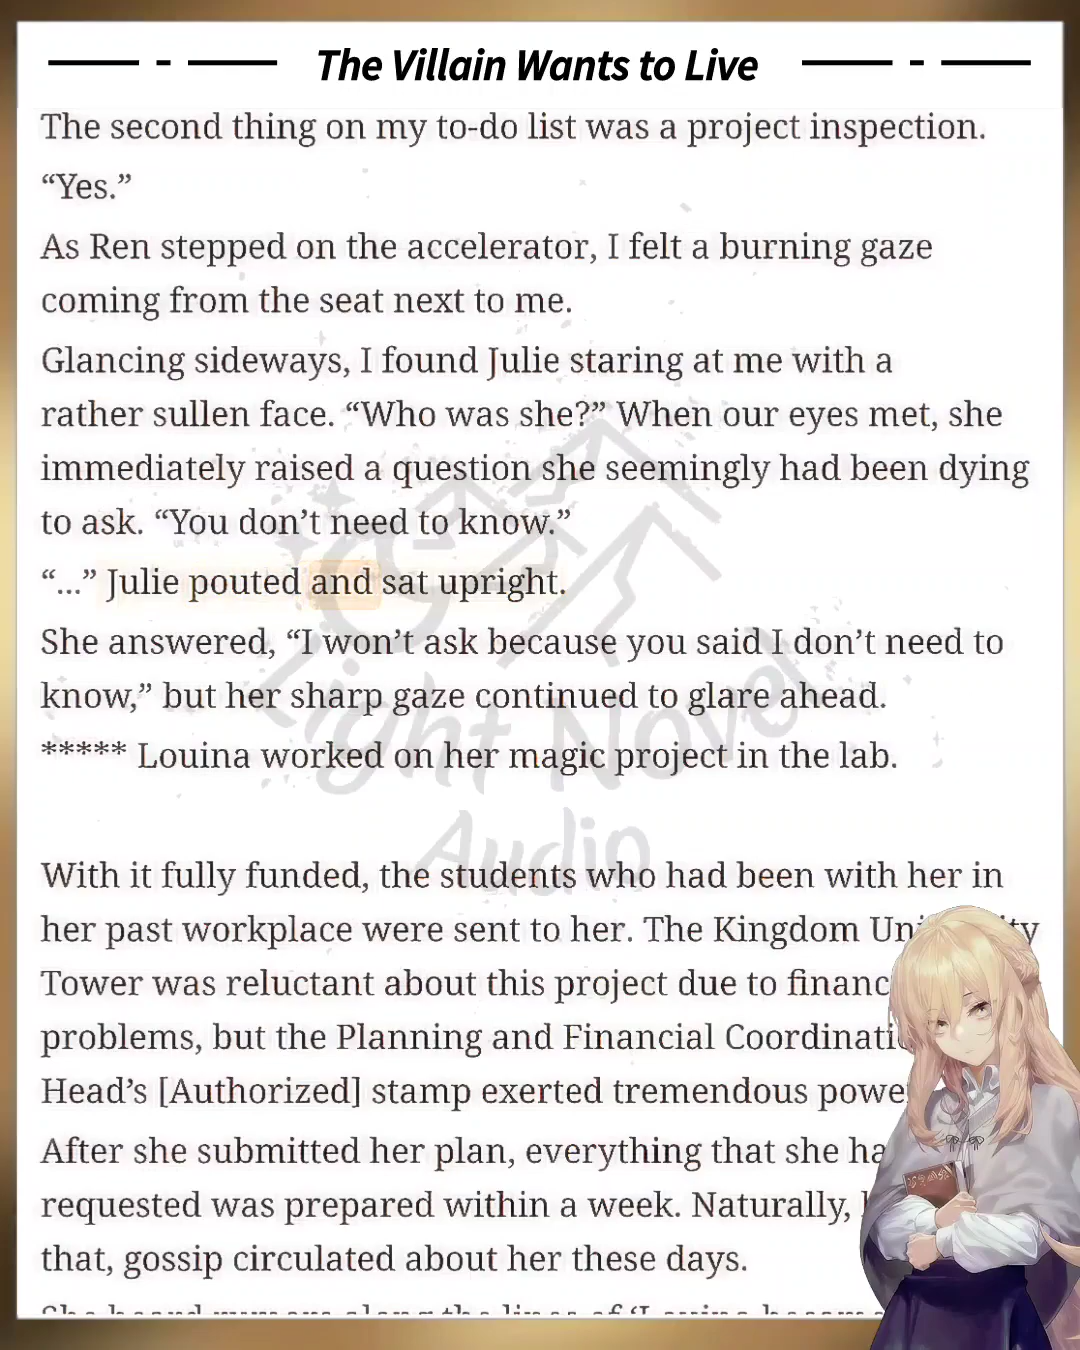 The Villain Wants to Live
The second thing on my to-do list was a project inspection.
“Yes.”
As Ren stepped on the accelerator, I felt a burning gaze
coming from the seat next to me.
Glancing sideways, I found Julie staring at me with a
rather sullen face. “Who was she?” When our eyes met, she
immediately raised a question she seemingly had been dying
to ask. “You don’t need to know.”
“...” Julie pouted and sat upright.
She answered, “I won’t ask because you said I don’t need to
know,” but her sharp gaze continued to glare ahead.
***** Louina worked on her magic project in the lab.
With it fully funded, the students who had been with her in
her past workplace were sent to her. The Kingdom
Tower was reluctant about this project due to
problems, but the Planning and Financial
Head’s [Authorized] stamp exerted tremendous
After she submitted her plan, everything that she
requested was prepared within a week. Naturally,
that, gossip circulated about her these days.
Light Novel
Audio